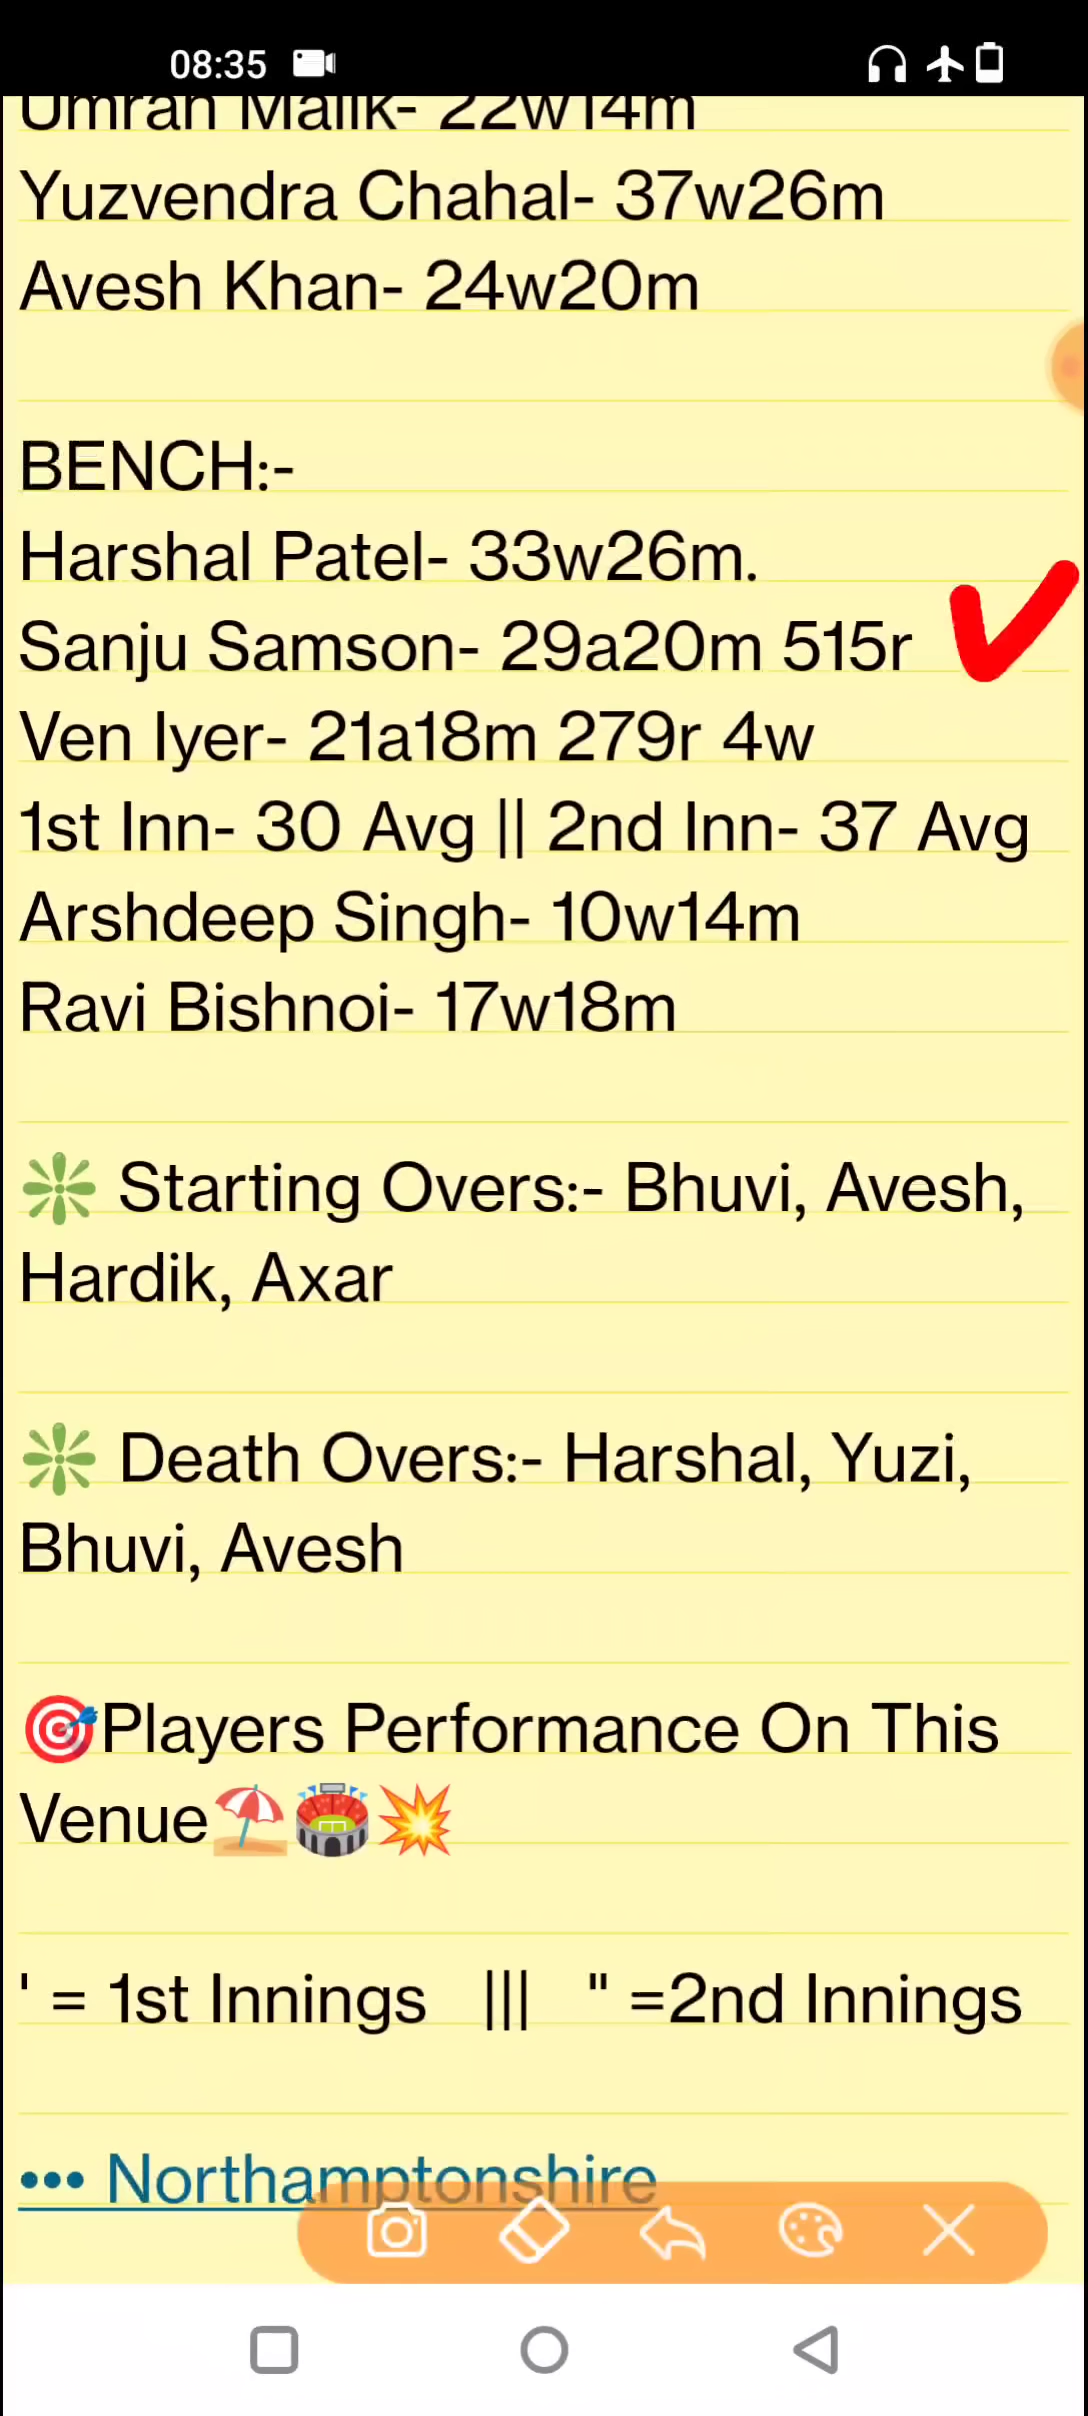 08:35
Umran Malik- 22w14m
Yuzvendra Chahal- 37w26m
Avesh Khan- 24w20m
BENCH:-
Harshal Patel- 33w26m.
Sanju Samson- 29a20m 515r
Ven Iyer- 21a18m 279r 4w
1st Inn- 30 Avg || 2nd Inn- 37 Avg
Arshdeep Singh- 10w14m
Ravi Bishnoi- 17w18m
❇️ Starting Overs:- Bhuvi, Avesh,
Hardik, Axar
❇️ Death Overs:- Harshal, Yuzi,
Bhuvi, Avesh
🎯Players Performance On This
Venue⛱️🏟️💥
' = 1st Innings ||| " =2nd Innings
••• Northamptonshire